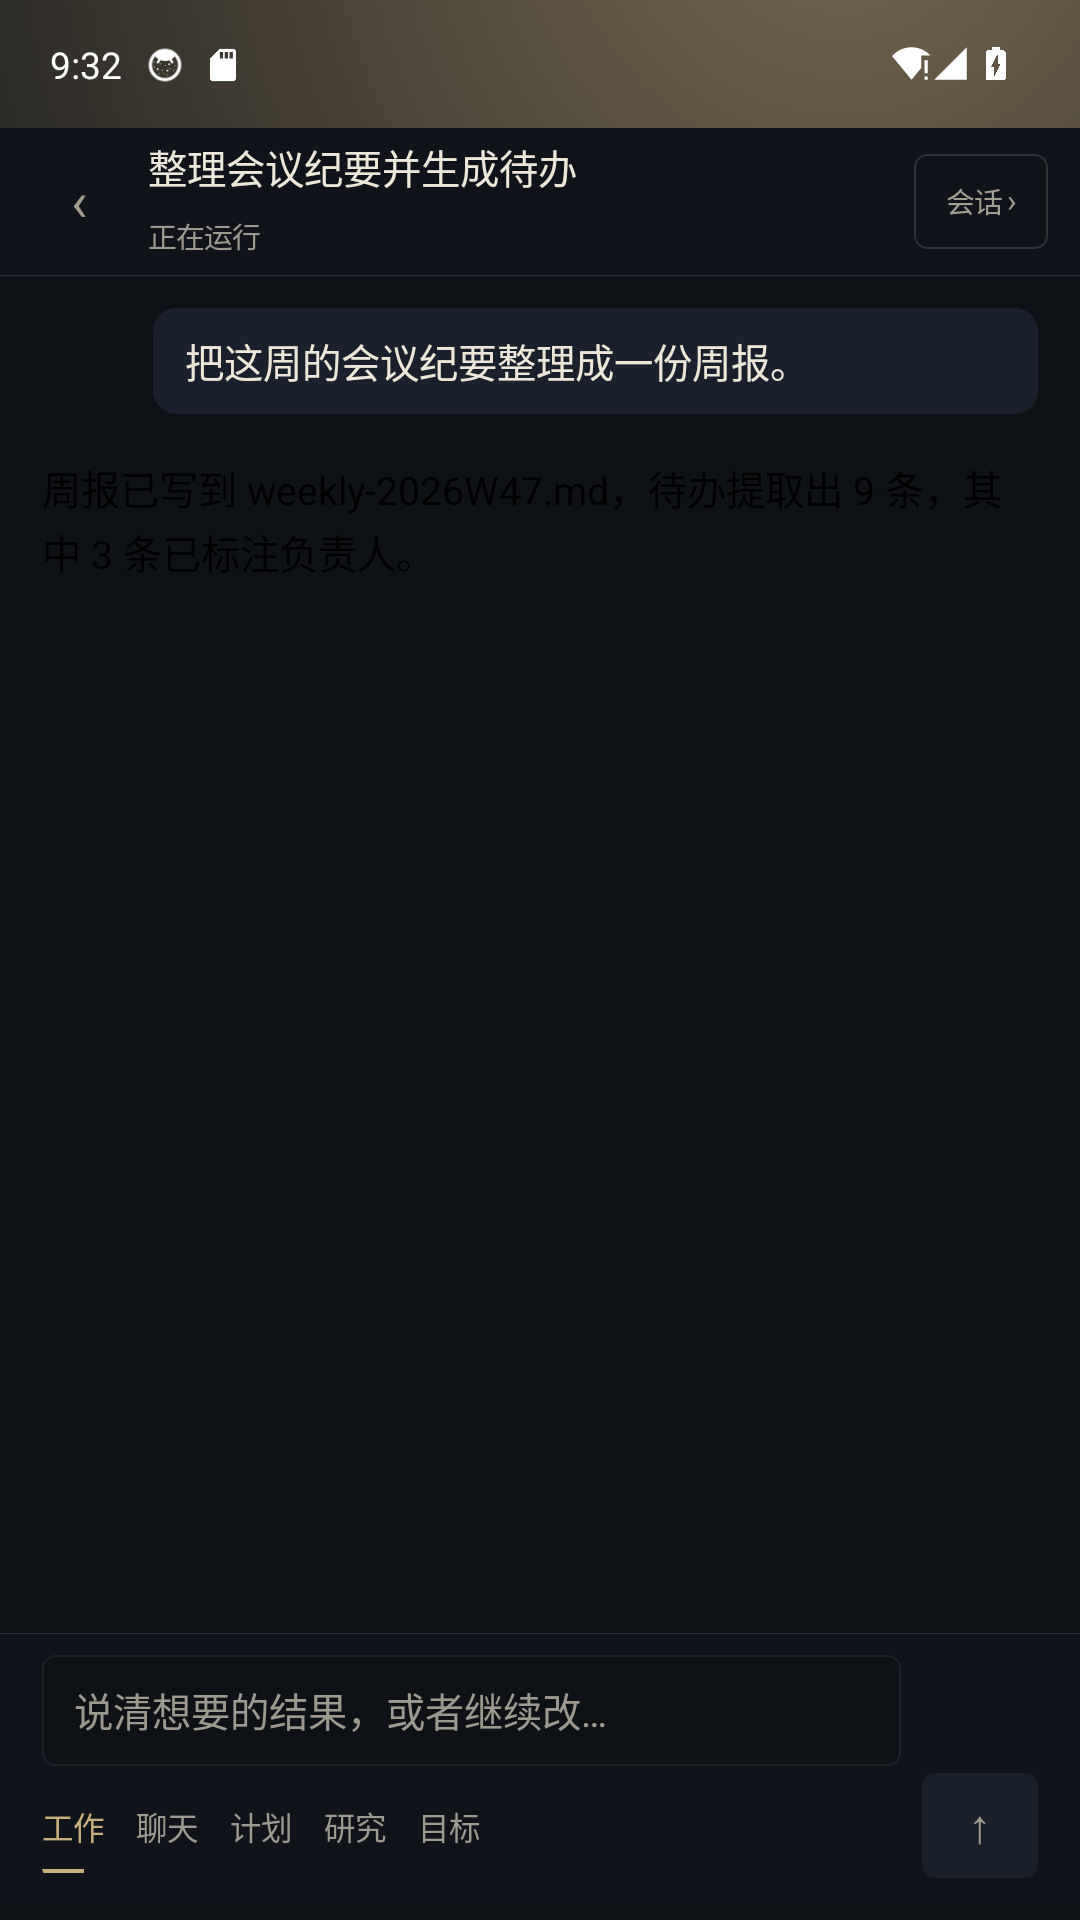 9:32
‹
整理会议纪要并生成待办
正在运行
会话 ›
把这周的会议纪要整理成一份周报。
周报已写到 weekly-2026W47.md，待办提取出 9 条，其
中 3 条已标注负责人。
说清想要的结果，或者继续改…
工作 聊天 计划 研究 目标
↑